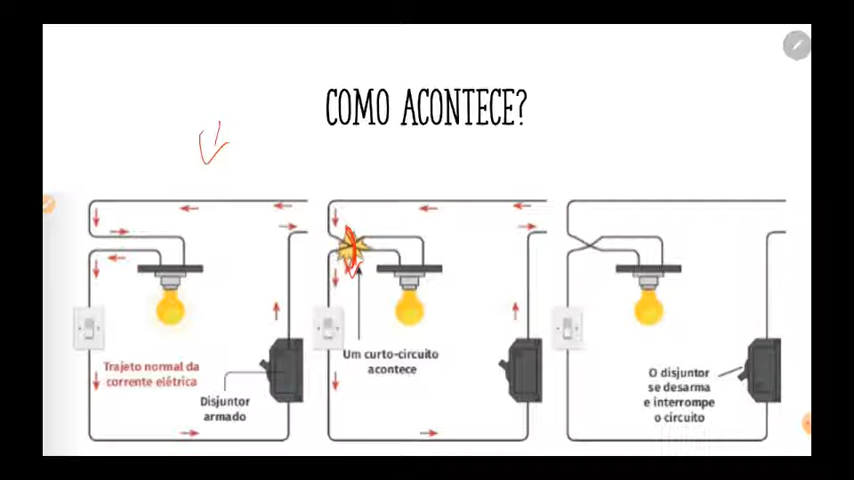 COMO ACONTECE?
Trajeto normal da
corrente elétrica
Disjuntor
armado
Um curto-circuito
acontece
O disjuntor
se desarma
e interrompe
o circuito